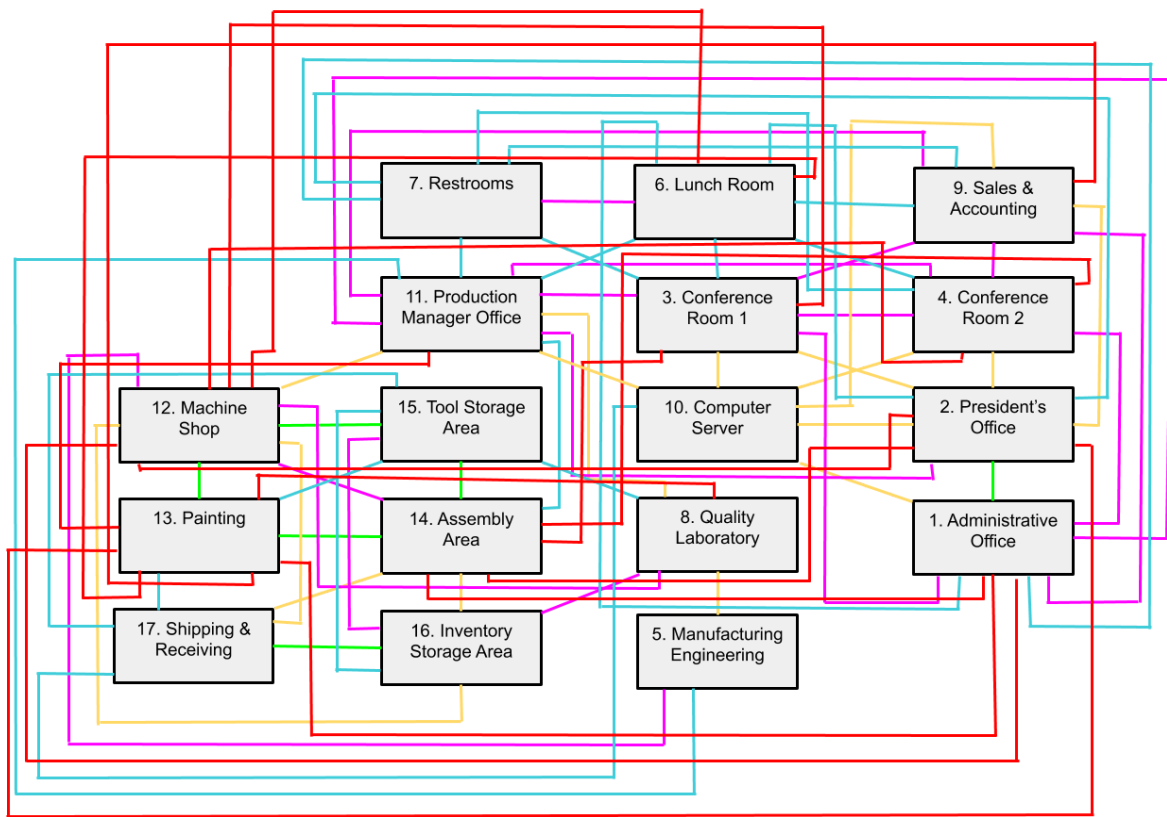 7. Restrooms
6. Lunch Room
9. Sales &
Accounting
11. Production
Manager Office
3. Conference
Room 1
4. Conference
Room 2
12. Machine
Shop
15. Tool Storage
Area
10. Computer
Server
2. President's
Office
13. Painting
14. Assembly
Area
8. Quality
Laboratory
1. Administrative
Office
17. Shipping &
Receiving
16. Inventory
Storage Area
5. Manufacturing
Engineering